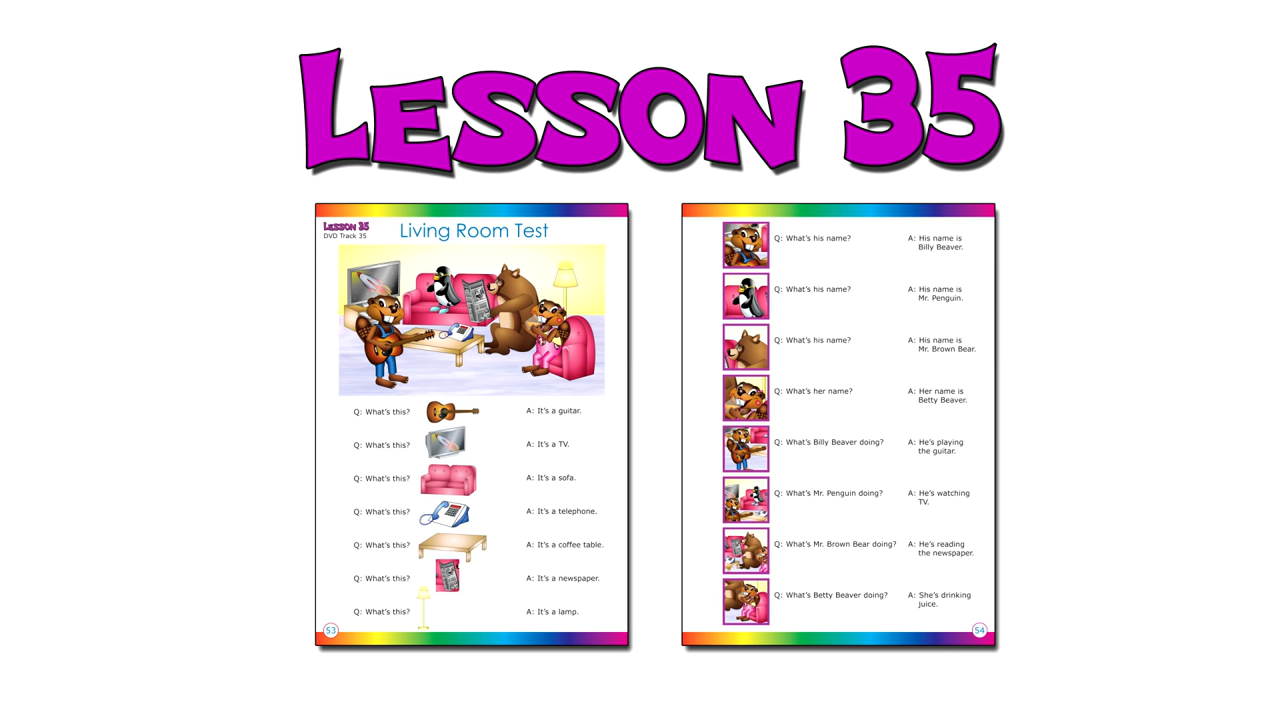 LESSON 35
LESSON 35
DVD Track 35
Living Room Test
Q: What's this?
A: It's a guitar.
Q: What's this?
A: It's a TV.
Q: What's this?
A: It's a sofa.
Q: What's this?
A: It's a telephone.
Q: What's this?
A: It's a coffee table.
Q: What's this?
A: It's a newspaper.
Q: What's this?
A: It's a lamp.
53
Q: What's his name?
A: His name is
Billy Beaver.
Q: What's his name?
A: His name is
Mr. Penguin.
Q: What's his name?
A: His name is
Mr. Brown Bear.
Q: What's her name?
A: Her name is
Betty Beaver.
Q: What's Billy Beaver doing?
A: He's playing
the guitar.
Q: What's Mr. Penguin doing?
A: He's watching
TV.
Q: What's Mr. Brown Bear doing?
A: He's reading
the newspaper.
Q: What's Betty Beaver doing?
A: She's drinking
juice.
54